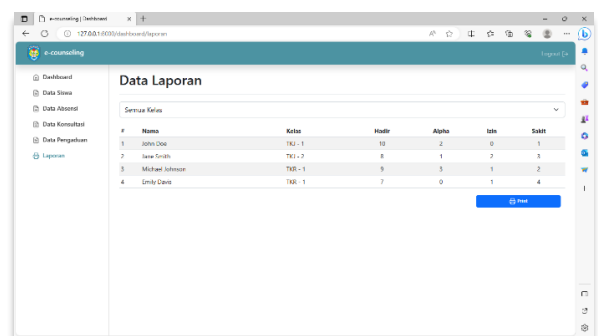 e-counseling | Dashboard
127.0.0.1:8000/dashboard/laporan
e-counseling
Logout
Dashboard
Data Siswa
Data Absensi
Data Konsultasi
Data Pengaduan
Laporan
Data Laporan
Semua Kelas
# Nama Kelas Hadir Alpha Izin Sakit
1 John Doe TKJ - 1 10 2 0 1
2 Jane Smith TKJ - 2 8 1 2 3
3 Michael Johnson TKR - 1 9 3 1 2
4 Emily Davis TKR - 1 7 0 1 4
Print